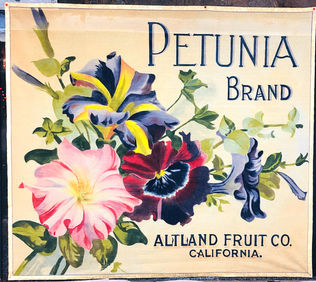 PETUNIA
BRAND
ALTLAND FRUIT CO.
CALIFORNIA.